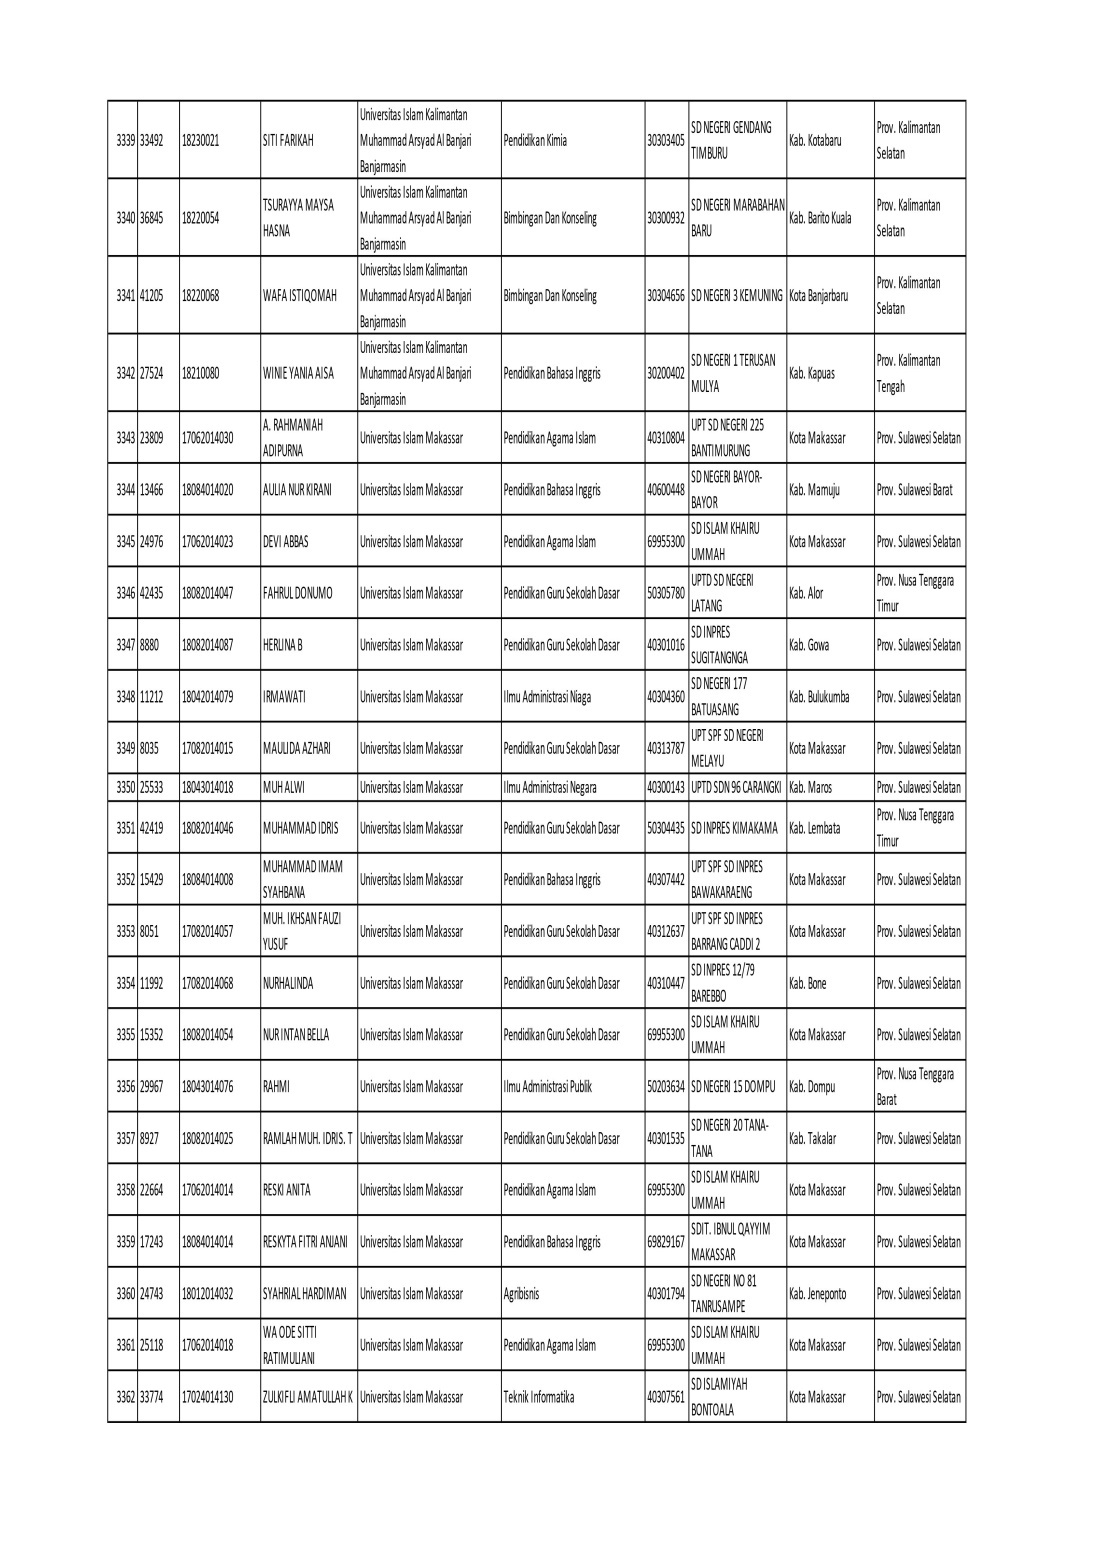 3339 33492 18230021 SITI FARIKAH Universitas Islam Kalimantan Muhammad Arsyad Al Banjari Banjarmasin Pendidikan Kimia 30303405 SD NEGERI GENDANG TIMBURU Kab. Kotabaru Prov. Kalimantan Selatan
3340 36845 18220054 TSURAYYA MAYSA HASNA Universitas Islam Kalimantan Muhammad Arsyad Al Banjari Banjarmasin Bimbingan Dan Konseling 30300932 SD NEGERI MARABAHAN BARU Kab. Barito Kuala Prov. Kalimantan Selatan
3341 41205 18220068 WAFA ISTIQOMAH Universitas Islam Kalimantan Muhammad Arsyad Al Banjari Banjarmasin Bimbingan Dan Konseling 30304656 SD NEGERI 3 KEMUNING Kota Banjarbaru Prov. Kalimantan Selatan
3342 27524 18210080 WINIE YANIA AISA Universitas Islam Kalimantan Muhammad Arsyad Al Banjari Banjarmasin Pendidikan Bahasa Inggris 30200402 SD NEGERI 1 TERUSAN MULYA Kab. Kapuas Prov. Kalimantan Tengah
3343 23809 17062014030 A. RAHMANIAH ADIPURNA Universitas Islam Makassar Pendidikan Agama Islam 40310804 UPT SD NEGERI 225 BANTIMURUNG Kota Makassar Prov. Sulawesi Selatan
3344 13466 18084014020 AULIA NUR KIRANI Universitas Islam Makassar Pendidikan Bahasa Inggris 40600448 SD NEGERI BAYOR-BAYOR Kab. Mamuju Prov. Sulawesi Barat
3345 24976 17062014023 DEVI ABBAS Universitas Islam Makassar Pendidikan Agama Islam 69955300 SD ISLAM KHAIRU UMMAH Kota Makassar Prov. Sulawesi Selatan
3346 42435 18082014047 FAHRUL DONUMO Universitas Islam Makassar Pendidikan Guru Sekolah Dasar 50305780 UPTD SD NEGERI LATANG Kab. Alor Prov. Nusa Tenggara Timur
3347 8880 18082014087 HERLINA B Universitas Islam Makassar Pendidikan Guru Sekolah Dasar 40301016 SD INPRES SUGITANGNGA Kab. Gowa Prov. Sulawesi Selatan
3348 11212 18042014079 IRMAWATI Universitas Islam Makassar Ilmu Administrasi Niaga 40304360 SD NEGERI 177 BATUASANG Kab. Bulukumba Prov. Sulawesi Selatan
3349 8035 17082014015 MAULIDA AZHARI Universitas Islam Makassar Pendidikan Guru Sekolah Dasar 40313787 UPT SPF SD NEGERI MELAYU Kota Makassar Prov. Sulawesi Selatan
3350 25533 18043014018 MUH ALWI Universitas Islam Makassar Ilmu Administrasi Negara 40300143 UPTD SDN 96 CARANGKI Kab. Maros Prov. Sulawesi Selatan
3351 42419 18082014046 MUHAMMAD IDRIS Universitas Islam Makassar Pendidikan Guru Sekolah Dasar 50304435 SD INPRES KIMAKAMA Kab. Lembata Prov. Nusa Tenggara Timur
3352 15429 18084014008 MUHAMMAD IMAM SYAHBANA Universitas Islam Makassar Pendidikan Bahasa Inggris 40307442 UPT SPF SD INPRES BAWAKARAENG Kota Makassar Prov. Sulawesi Selatan
3353 8051 17082014057 MUH. IKHSAN FAUZI YUSUF Universitas Islam Makassar Pendidikan Guru Sekolah Dasar 40312637 UPT SPF SD INPRES BARRANG CADDI 2 Kota Makassar Prov. Sulawesi Selatan
3354 11992 17082014068 NURHALINDA Universitas Islam Makassar Pendidikan Guru Sekolah Dasar 40310447 SD INPRES 12/79 BAREBBO Kab. Bone Prov. Sulawesi Selatan
3355 15352 18082014054 NUR INTAN BELLA Universitas Islam Makassar Pendidikan Guru Sekolah Dasar 69955300 SD ISLAM KHAIRU UMMAH Kota Makassar Prov. Sulawesi Selatan
3356 29967 18043014076 RAHMI Universitas Islam Makassar Ilmu Administrasi Publik 50203634 SD NEGERI 15 DOMPU Kab. Dompu Prov. Nusa Tenggara Barat
3357 8927 18082014025 RAMLAH MUH. IDRIS. T Universitas Islam Makassar Pendidikan Guru Sekolah Dasar 40301535 SD NEGERI 20 TANA-TANA Kab. Takalar Prov. Sulawesi Selatan
3358 22664 17062014014 RESKI ANITA Universitas Islam Makassar Pendidikan Agama Islam 69955300 SD ISLAM KHAIRU UMMAH Kota Makassar Prov. Sulawesi Selatan
3359 17243 18084014014 RESKYTA FITRI ANJANI Universitas Islam Makassar Pendidikan Bahasa Inggris 69829167 SDIT. IBNUL QAYYIM MAKASSAR Kota Makassar Prov. Sulawesi Selatan
3360 24743 18012014032 SYAHRIAL HARDIMAN Universitas Islam Makassar Agribisnis 40301794 SD NEGERI NO 81 TANRUSAMPE Kab. Jeneponto Prov. Sulawesi Selatan
3361 25118 17062014018 WA ODE SITTI RATIMULIANI Universitas Islam Makassar Pendidikan Agama Islam 69955300 SD ISLAM KHAIRU UMMAH Kota Makassar Prov. Sulawesi Selatan
3362 33774 17024014130 ZULKIFLI AMATULLAH K Universitas Islam Makassar Teknik Informatika 40307561 SD ISLAMIYAH BONTOALA Kota Makassar Prov. Sulawesi Selatan